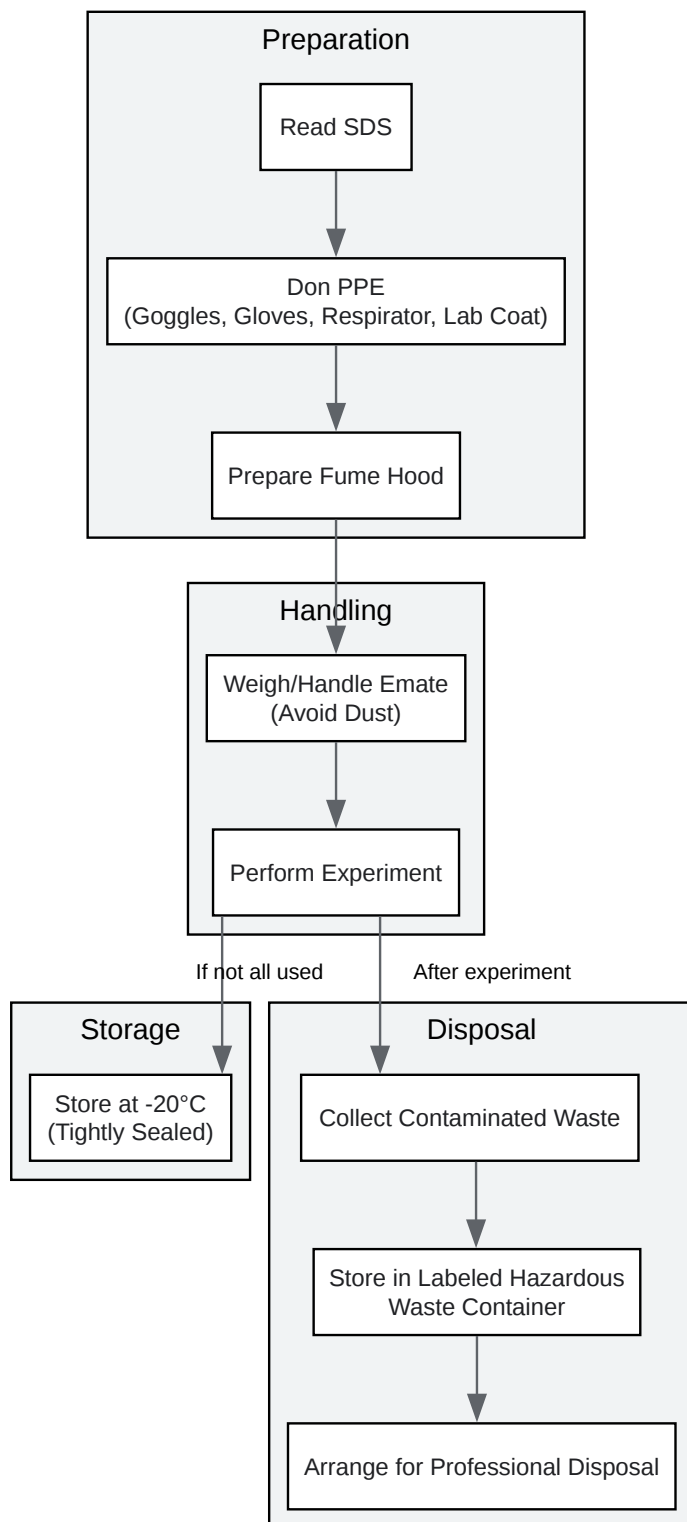 Preparation
Read SDS
Don PPE
(Goggles, Gloves, Respirator, Lab Coat)
Prepare Fume Hood
Handling
Weigh/Handle Emate
(Avoid Dust)
Perform Experiment
If not all used
After experiment
Storage
Store at -20°C
(Tightly Sealed)
Disposal
Collect Contaminated Waste
Store in Labeled Hazardous
Waste Container
Arrange for Professional Disposal